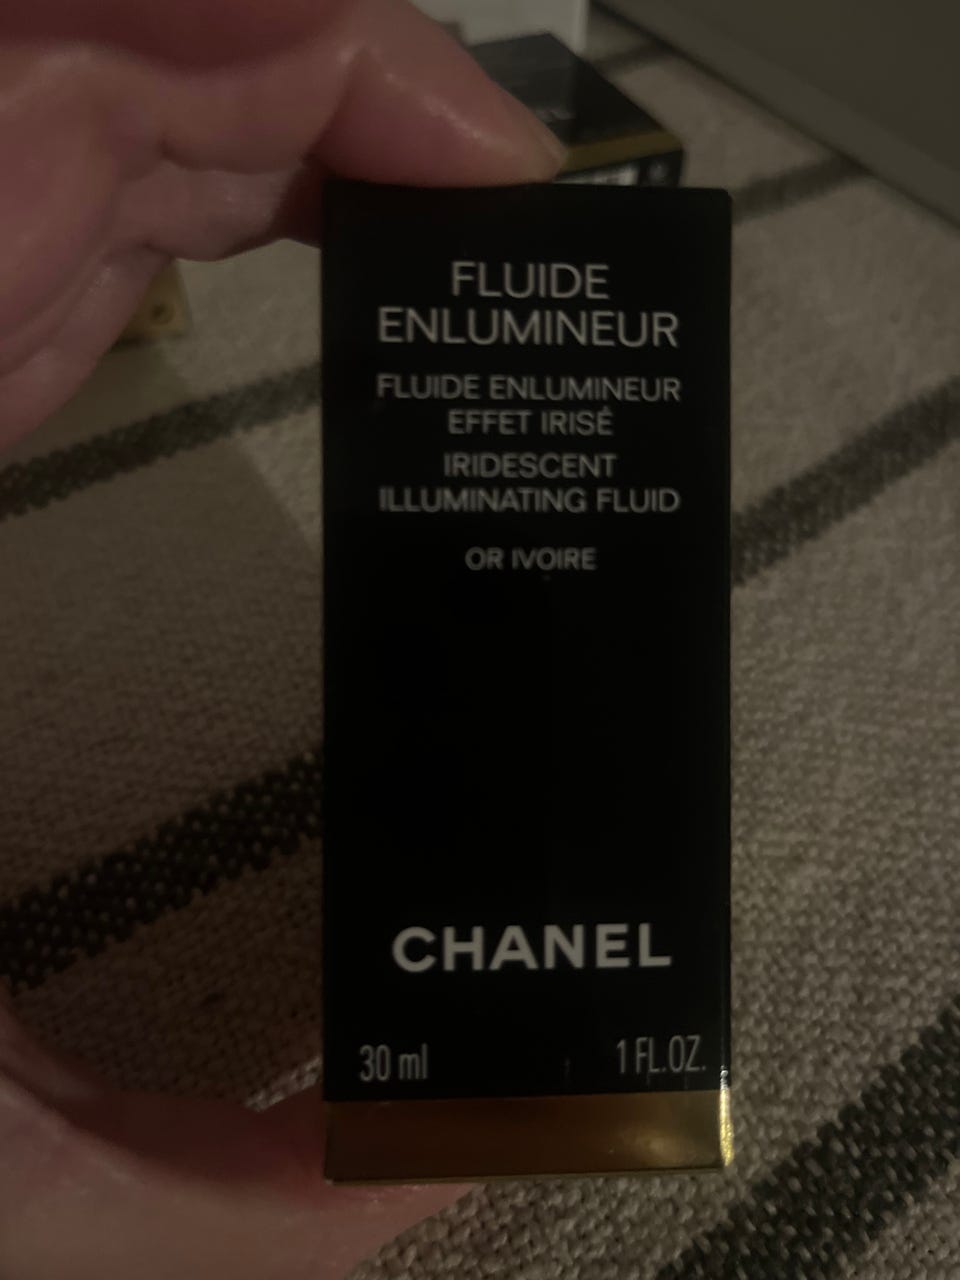 FLUIDE
ENLUMINEUR
FLUIDE ENLUMINEUR
EFFET IRISÉ
IRIDESCENT
ILLUMINATING FLUID
OR IVOIRE
CHANEL
30 ml 1 FL.OZ.